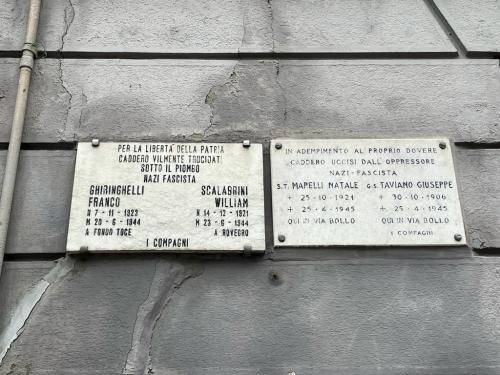 PER LA LIBERTÀ DELLA PATRIA
CADDERO VILMENTE TRUCIDATI
SOTTO IL PIOMBO
NAZI FASCISTA
GHIRINGHELLI
FRANCO
N 7-11-1923
M 20-6-1944
A FONDO TOCE
SCALABRINI
WILLIAM
N 14-12-1921
M 23-6-1944
A ROVEGRO
I COMPAGNI
IN ADEMPIMENTO AL PROPRIO DOVERE
CADDERO UCCISI DALL'OPPRESSORE
NAZI-FASCISTA
S.T. MAPELLI NATALE
+ 25-10-1921
+ 25-4-1945
QUI IN VIA BOLLO
G.S. TAVIAMO GIUSEPPE
+ 30-10-1906
+ 25-4-1945
QUI IN VIA BOLLO
I COMPAGNI